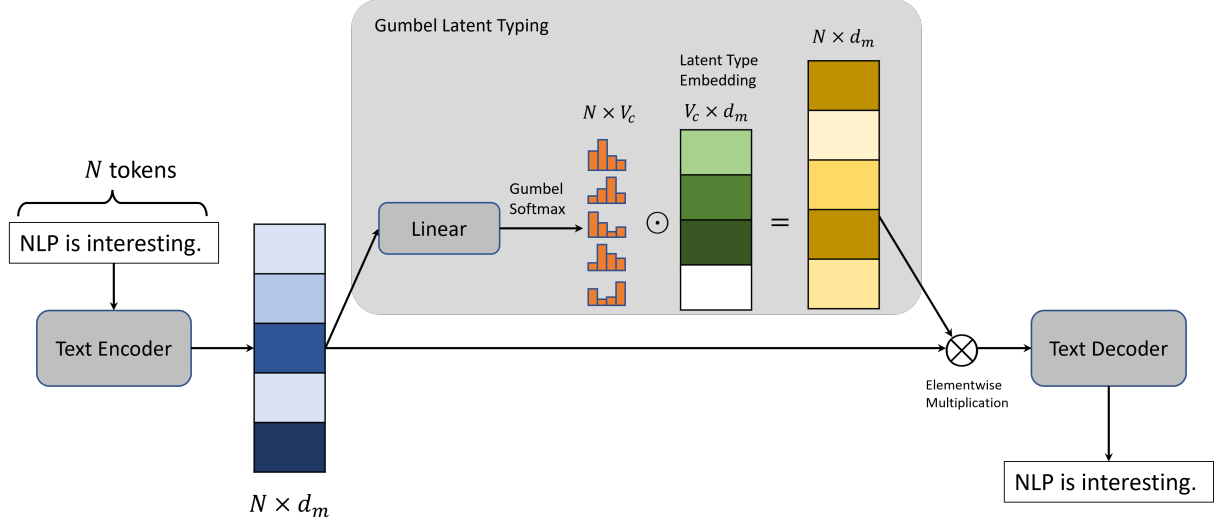 Gumbel Latent Typing
N × d_m
Latent Type
Embedding
N × V_c
V_c × d_m
N tokens
NLP is interesting.
Linear
Gumbel
Softmax
⊙
=
Text Encoder
Text Decoder
Elementwise
Multiplication
NLP is interesting.
N × d_m